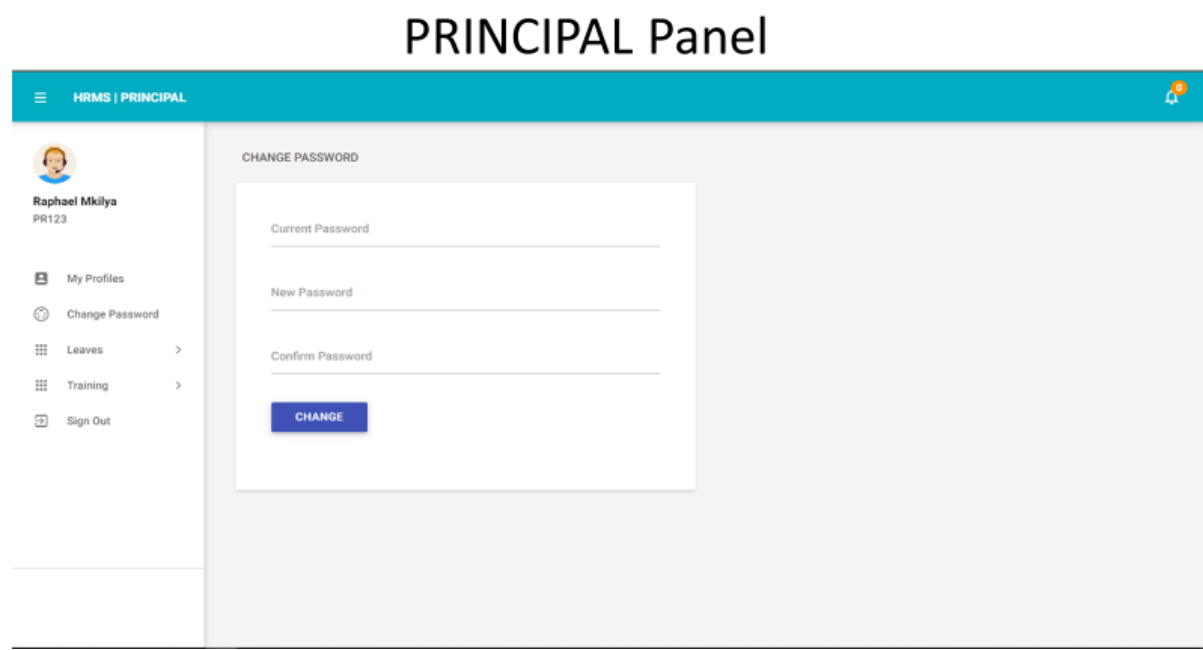 PRINCIPAL Panel
HRMS | PRINCIPAL
0
Raphael Mkilya
PR123
My Profiles
Change Password
Leaves
Training
Sign Out
CHANGE PASSWORD
Current Password
New Password
Confirm Password
CHANGE